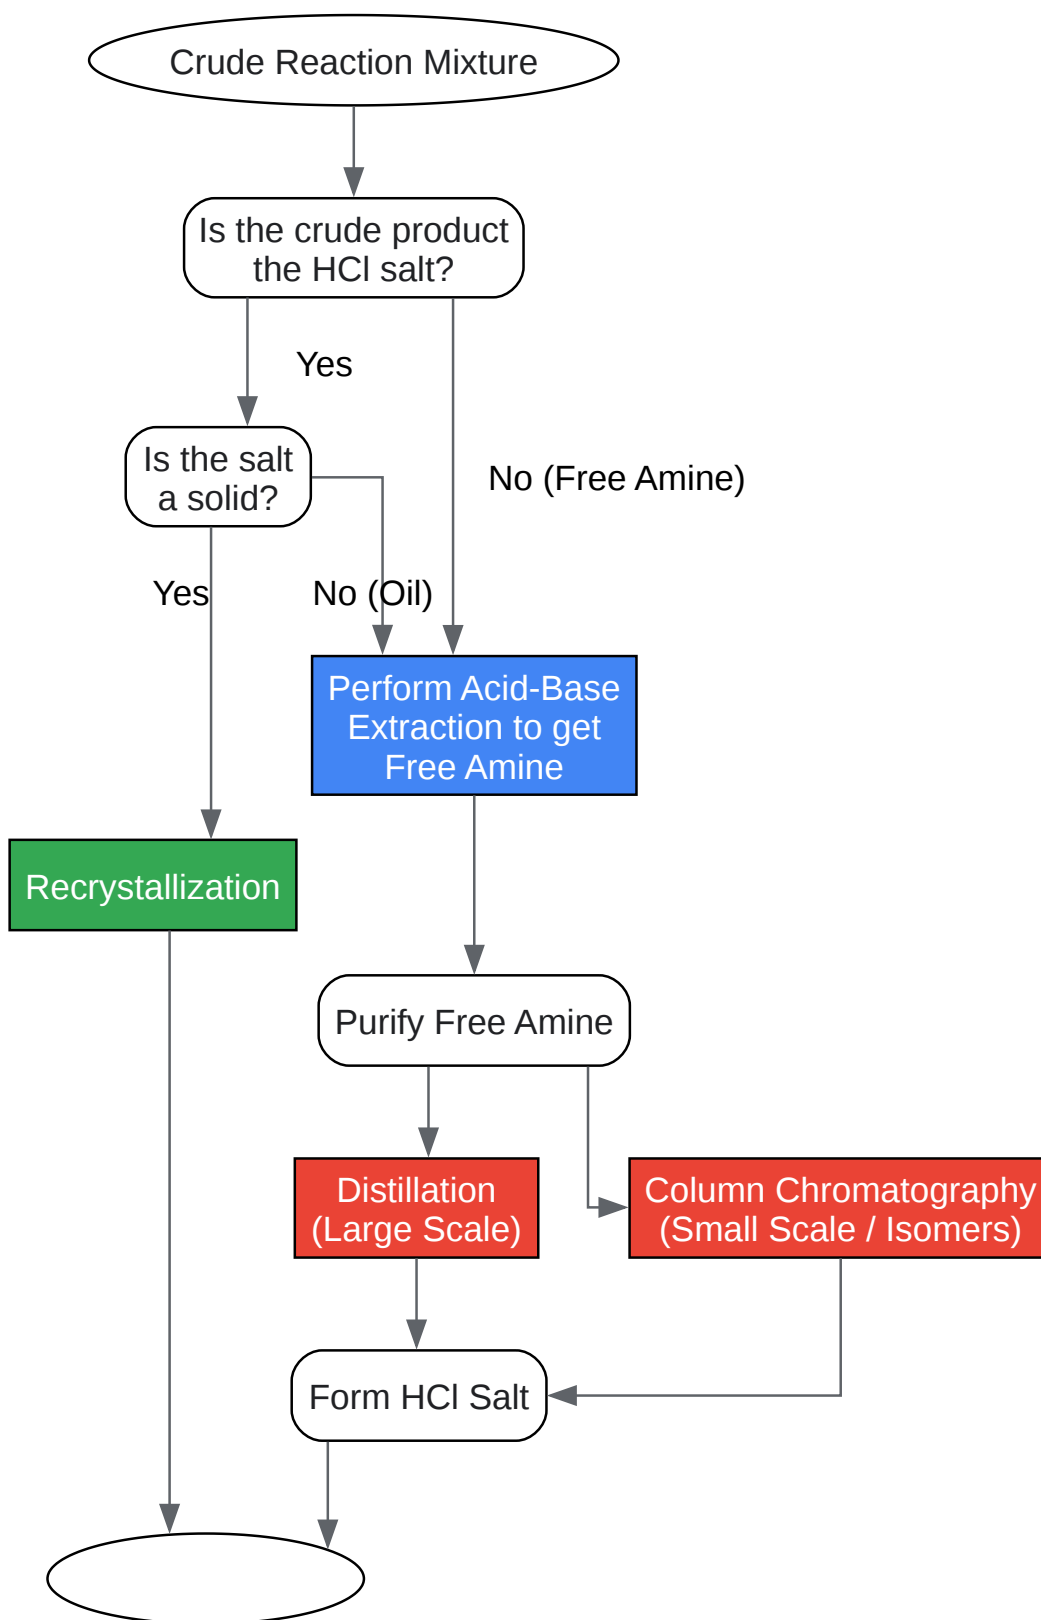 Crude Reaction Mixture
Is the crude product
the HCl salt?
Yes
Is the salt
a solid?
No (Free Amine)
Yes
No (Oil)
Perform Acid-Base
Extraction to get
Free Amine
Recrystallization
Purify Free Amine
Distillation
(Large Scale)
Column Chromatography
(Small Scale / Isomers)
Form HCl Salt